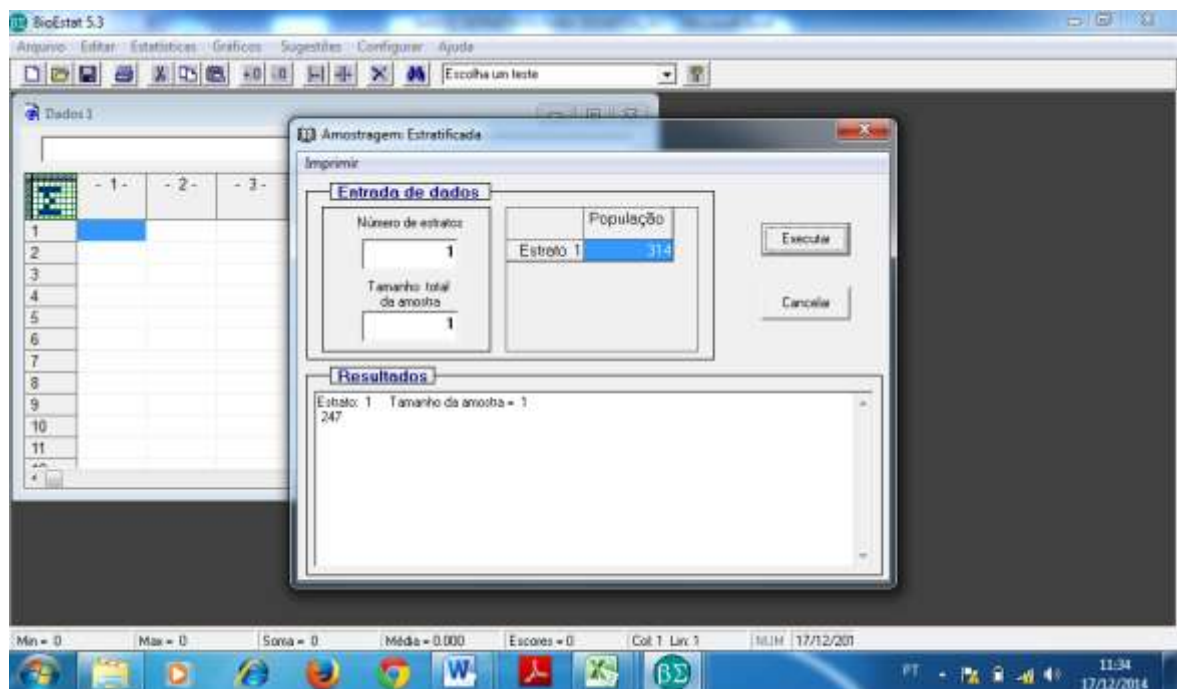 BioEstat 5.3
Arquivo Editar Estatísticas Gráficos Sugestões Configurar Ajuda
Escolha um teste
Dados1
- 1 - - 2 - - 3 -
1
2
3
4
5
6
7
8
9
10
11
Amostragem: Estratificada
Imprimir
Entrada de dados
Número de estratos
1
Tamanho total
da amostra
1
População
Estrato 1 314
Executar
Cancelar
Resultados
Estrato: 1 Tamanho da amostra = 1
247
Min = 0 Max = 0 Soma = 0 Média = 0.000 Escores = 0 Col: 1 Lin: 1 NUM 17/12/201
PT 11:34
17/12/2014